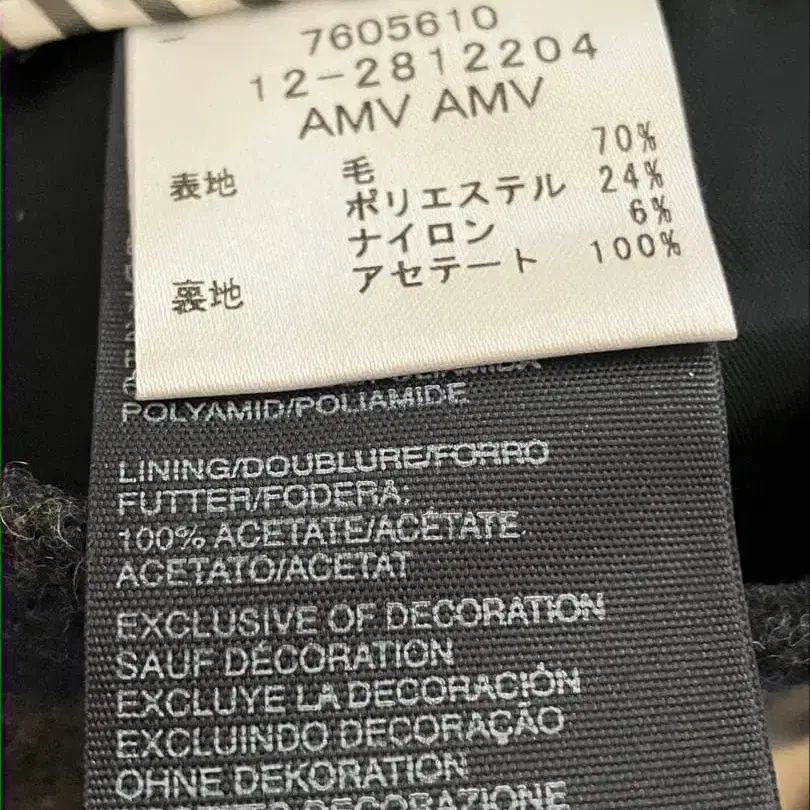 7605610
12-2812204
AMV AMV
表地 毛 70%
ポリエステル 24%
ナイロン 6%
裏地 アセテート 100%
POLYAMID/POLIAMIDE
LINING/DOUBLURE/FORRO
FUTTER/FODERA.
100% ACETATE/ACÉTATE.
ACETATO/ACETAT
EXCLUSIVE OF DECORATION
SAUF DÉCORATION
EXCLUYE LA DECORACIÓN
EXCLUINDO DECORAÇÃO
OHNE DEKORATION
DECORAZIONE